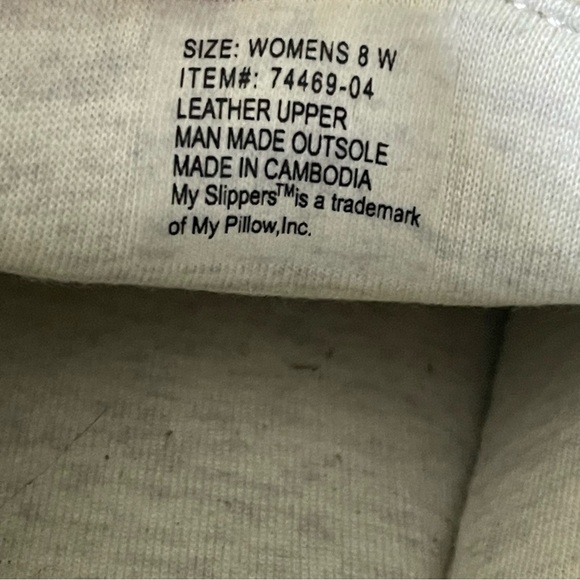 SIZE: WOMENS 8 W
ITEM#: 74469-04
LEATHER UPPER
MAN MADE OUTSOLE
MADE IN CAMBODIA
My Slippers™is a trademark
of My Pillow,Inc.